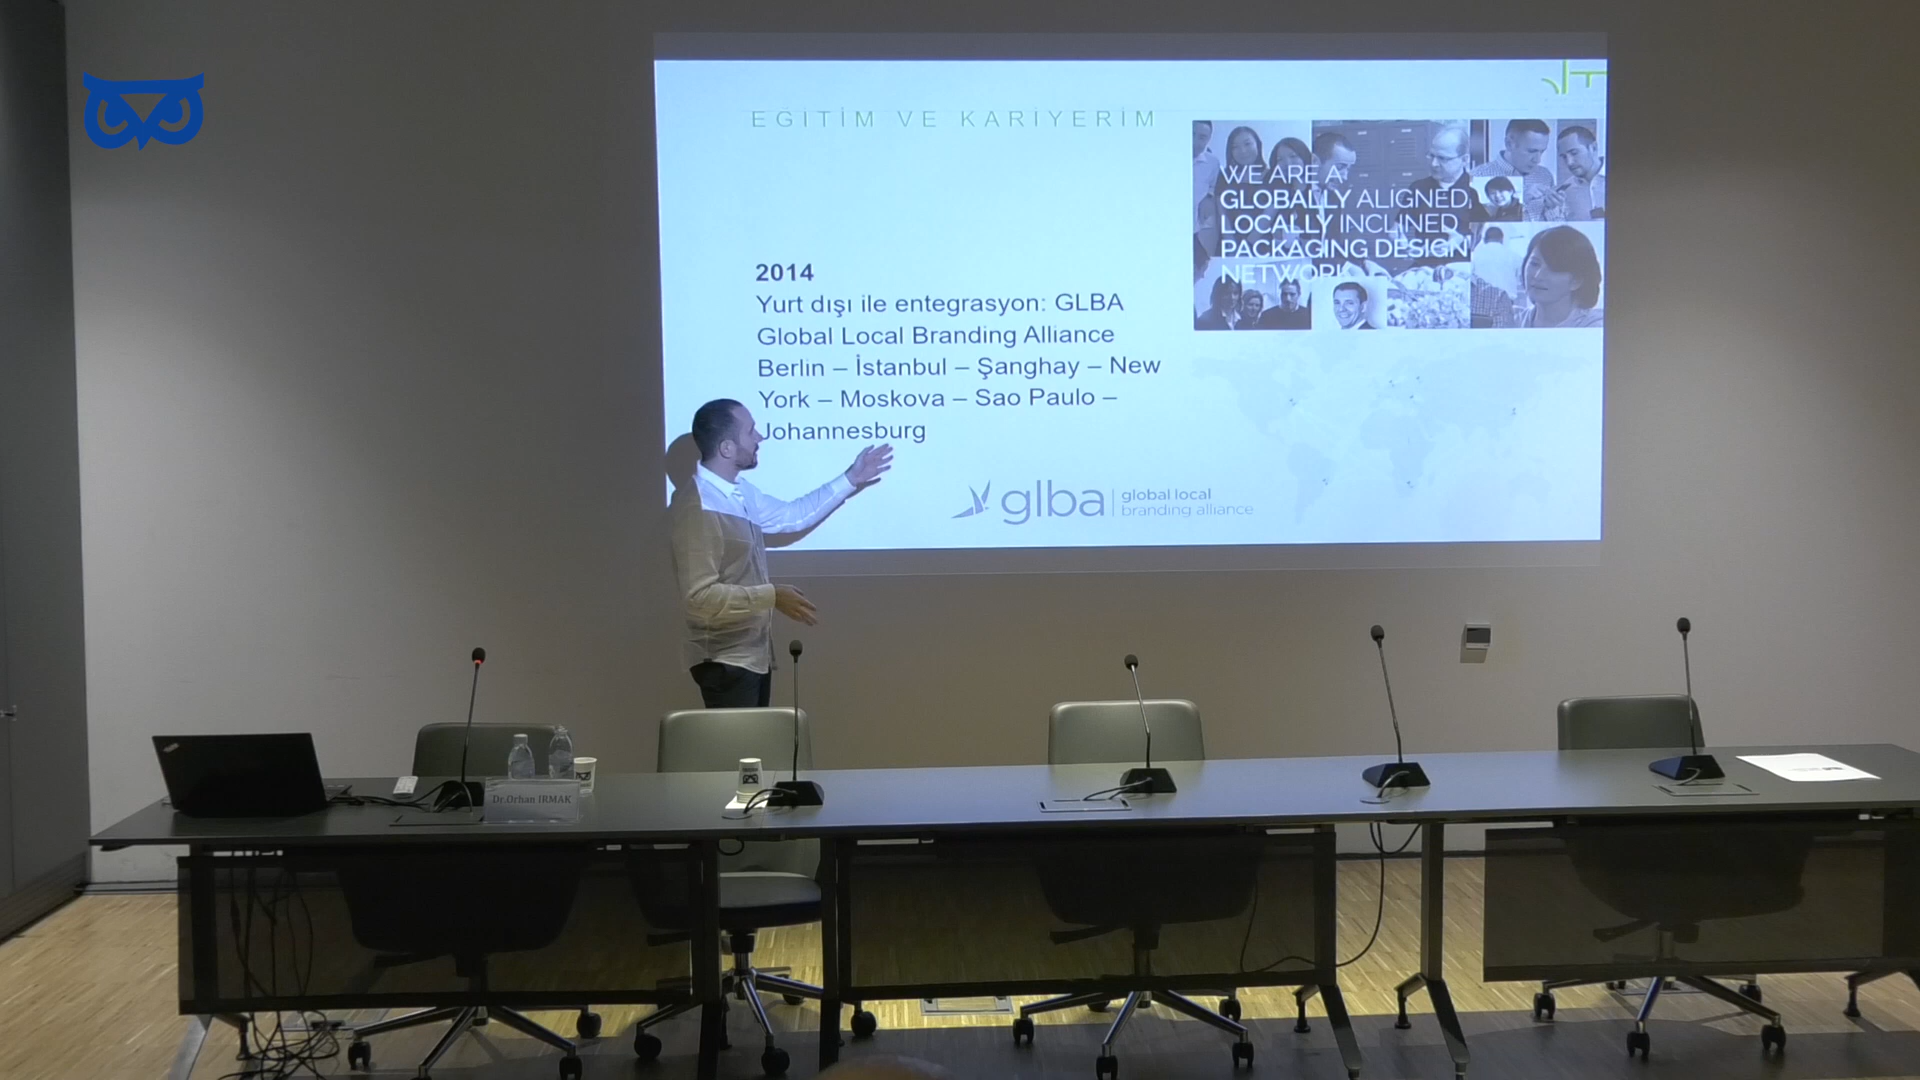 EĞİTİM VE KARİYERİM
WE ARE A
GLOBALLY ALIGNED,
LOCALLY INCLINED
PACKAGING DESIGN
NETWORK
2014
Yurt dışı ile entegrasyon: GLBA
Global Local Branding Alliance
Berlin – İstanbul – Şanghay – New
York – Moskova – Sao Paulo –
Johannesburg
glba
global local
branding alliance
Dr.Orhan IRMAK